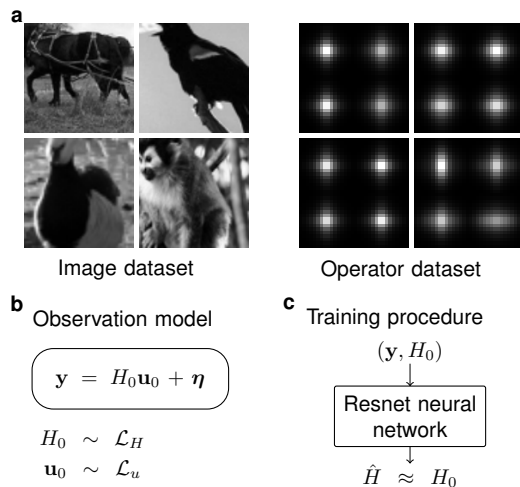 a
Image dataset
Operator dataset
b
Observation model
y = H₀u₀ + η
H₀ ∼ ℒ_H
u₀ ∼ ℒ_u
c
Training procedure
(y, H₀)
Resnet neural
network
Ĥ ≈ H₀